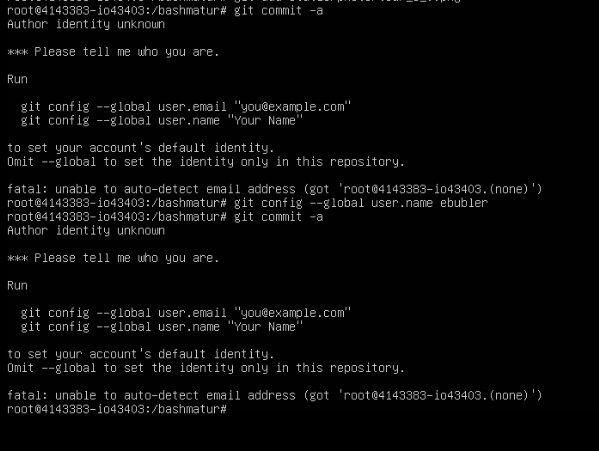 root@4143383-io43403:/bashmatur# git commit -a
Author identity unknown
*** Please tell me who you are.
Run
git config --global user.email "you@example.com"
git config --global user.name "Your Name"
to set your account's default identity.
Omit --global to set the identity only in this repository.
fatal: unable to auto-detect email address (got 'root@4143383-io43403.(none)')
root@4143383-io43403:/bashmatur# git config --global user.name ebubler
root@4143383-io43403:/bashmatur# git commit -a
Author identity unknown
*** Please tell me who you are.
Run
git config --global user.email "you@example.com"
git config --global user.name "Your Name"
to set your account's default identity.
Omit --global to set the identity only in this repository.
fatal: unable to auto-detect email address (got 'root@4143383-io43403.(none)')
root@4143383-io43403:/bashmatur#